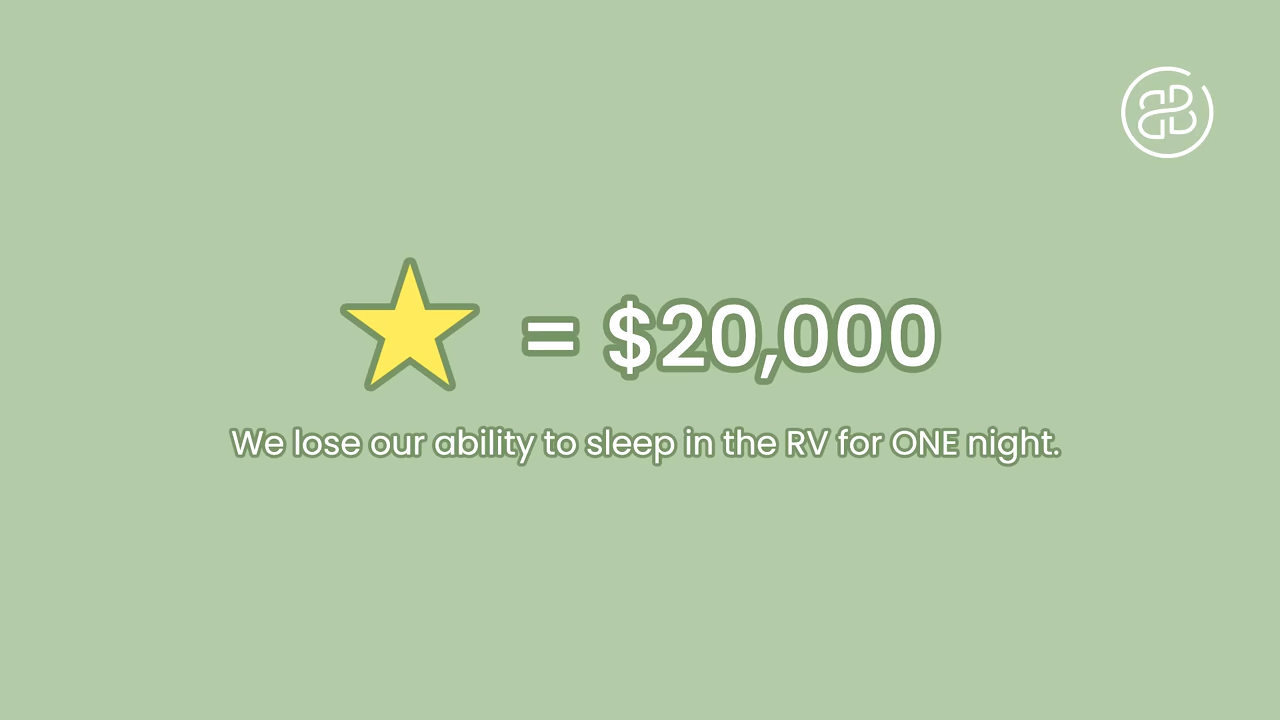 = $20,000
We lose our ability to sleep in the RV for ONE night.